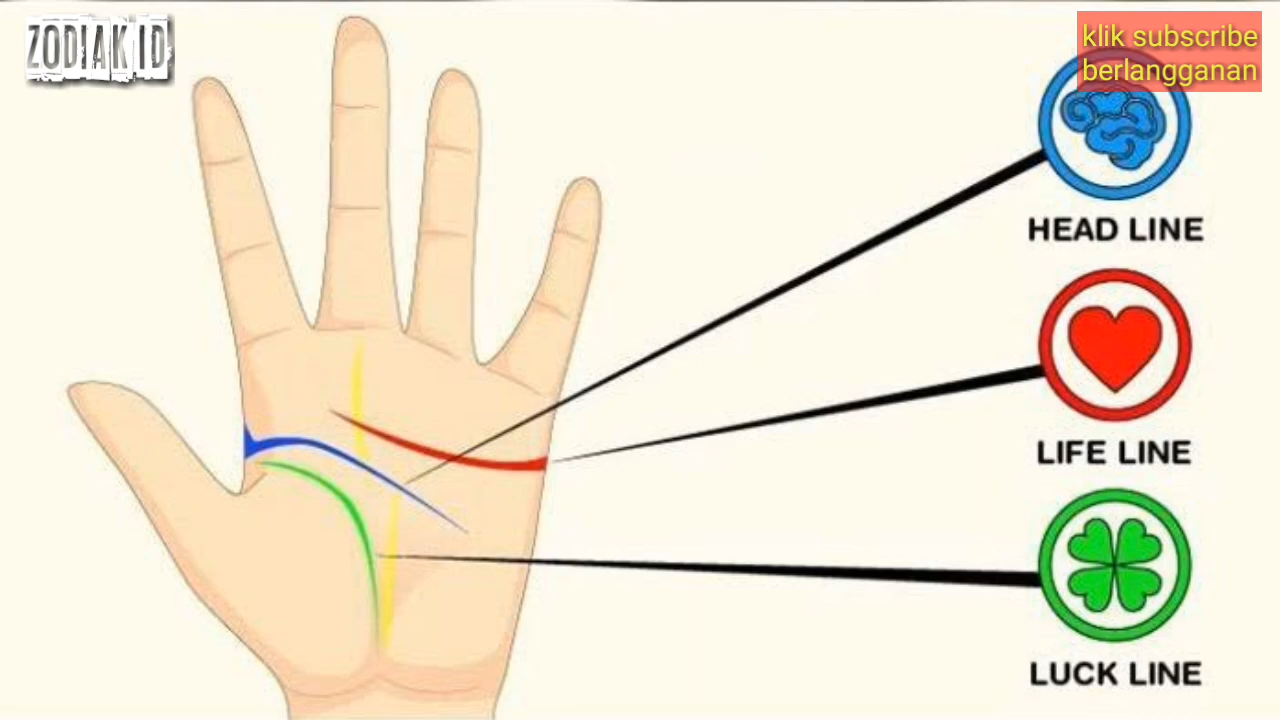 ZODIAK ID
klik subscribe
berlangganan
HEAD LINE
LIFE LINE
LUCK LINE